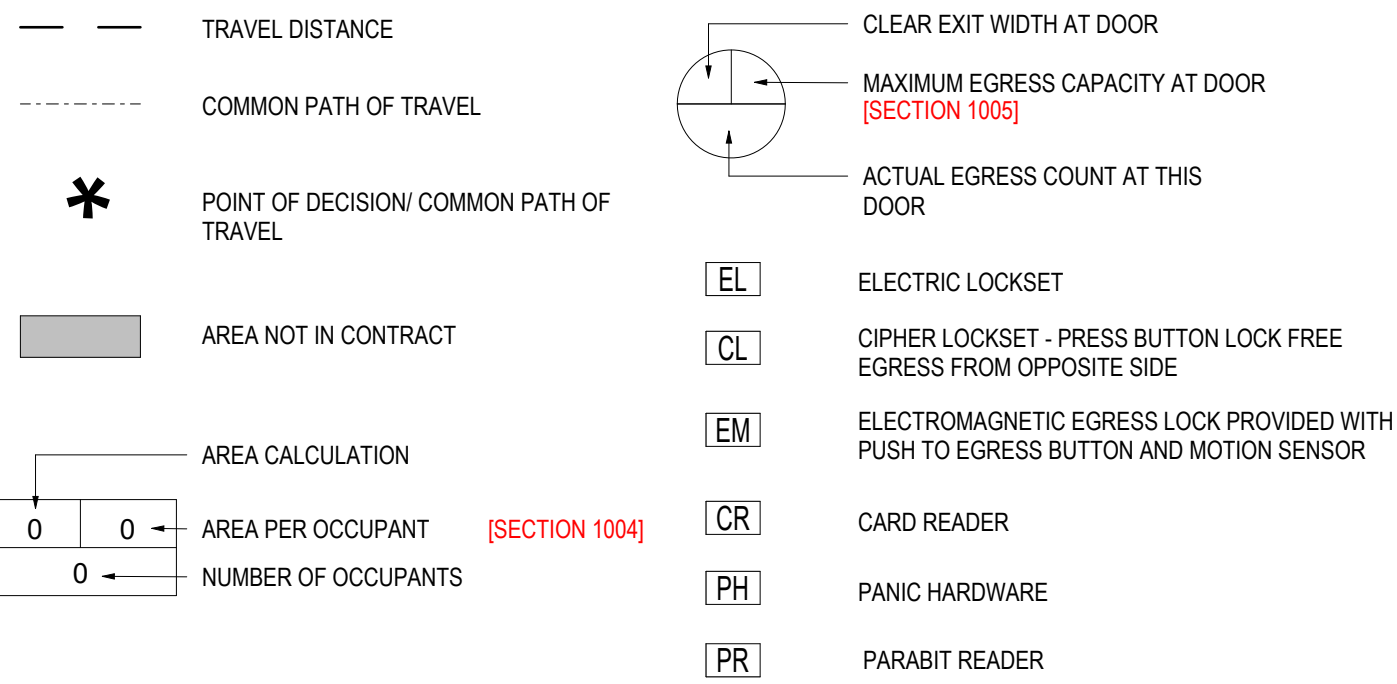 TRAVEL DISTANCE
COMMON PATH OF TRAVEL
POINT OF DECISION/ COMMON PATH OF
TRAVEL
AREA NOT IN CONTRACT
AREA CALCULATION
0 0 AREA PER OCCUPANT [SECTION 1004]
0 NUMBER OF OCCUPANTS
CLEAR EXIT WIDTH AT DOOR
MAXIMUM EGRESS CAPACITY AT DOOR
[SECTION 1005]
ACTUAL EGRESS COUNT AT THIS
DOOR
EL ELECTRIC LOCKSET
CL CIPHER LOCKSET - PRESS BUTTON LOCK FREE
EGRESS FROM OPPOSITE SIDE
EM ELECTROMAGNETIC EGRESS LOCK PROVIDED WITH
PUSH TO EGRESS BUTTON AND MOTION SENSOR
CR CARD READER
PH PANIC HARDWARE
PR PARABIT READER